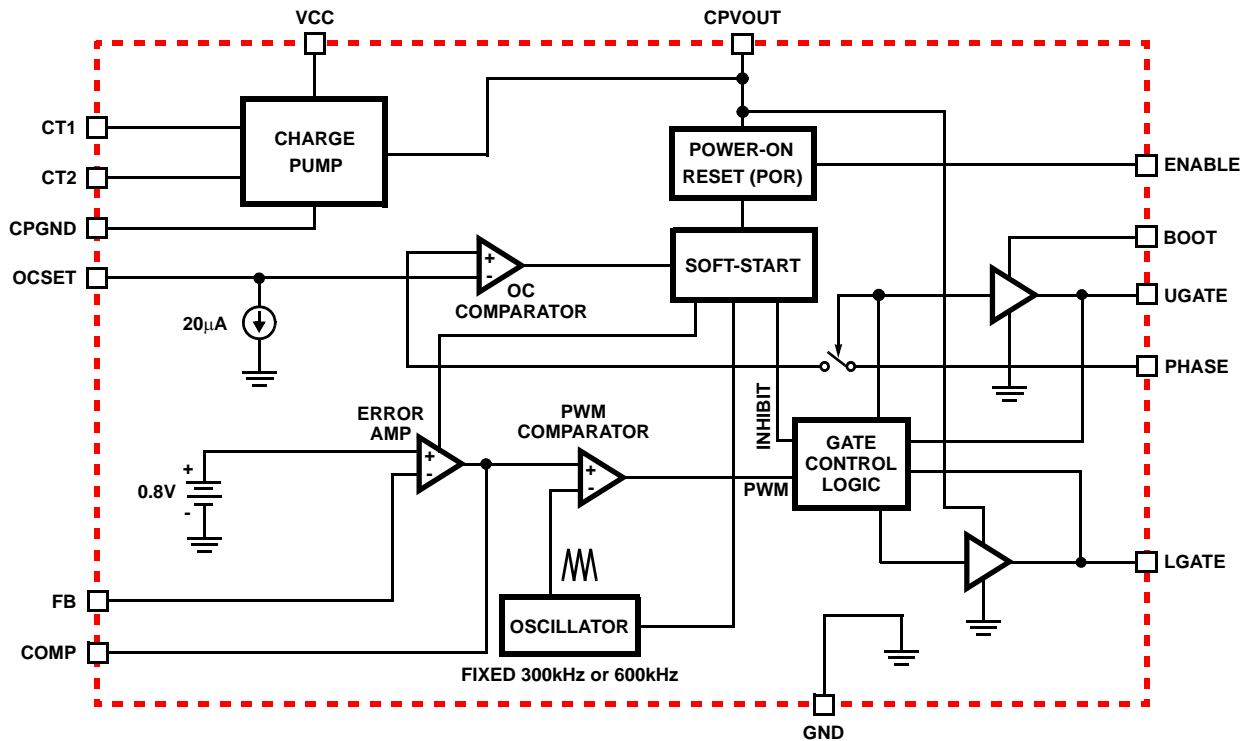 VCC
CPVOUT
CT1
CHARGE
PUMP
POWER-ON
RESET (POR)
ENABLE
CT2
CPGND
BOOT
OCSET
+
-
OC
COMPARATOR
SOFT-START
UGATE
20μA
PHASE
INHIBIT
ERROR
AMP
PWM
COMPARATOR
+
-
GATE
CONTROL
LOGIC
+
0.8V
-
+
-
PWM
LGATE
FB
OSCILLATOR
COMP
FIXED 300kHz or 600kHz
GND